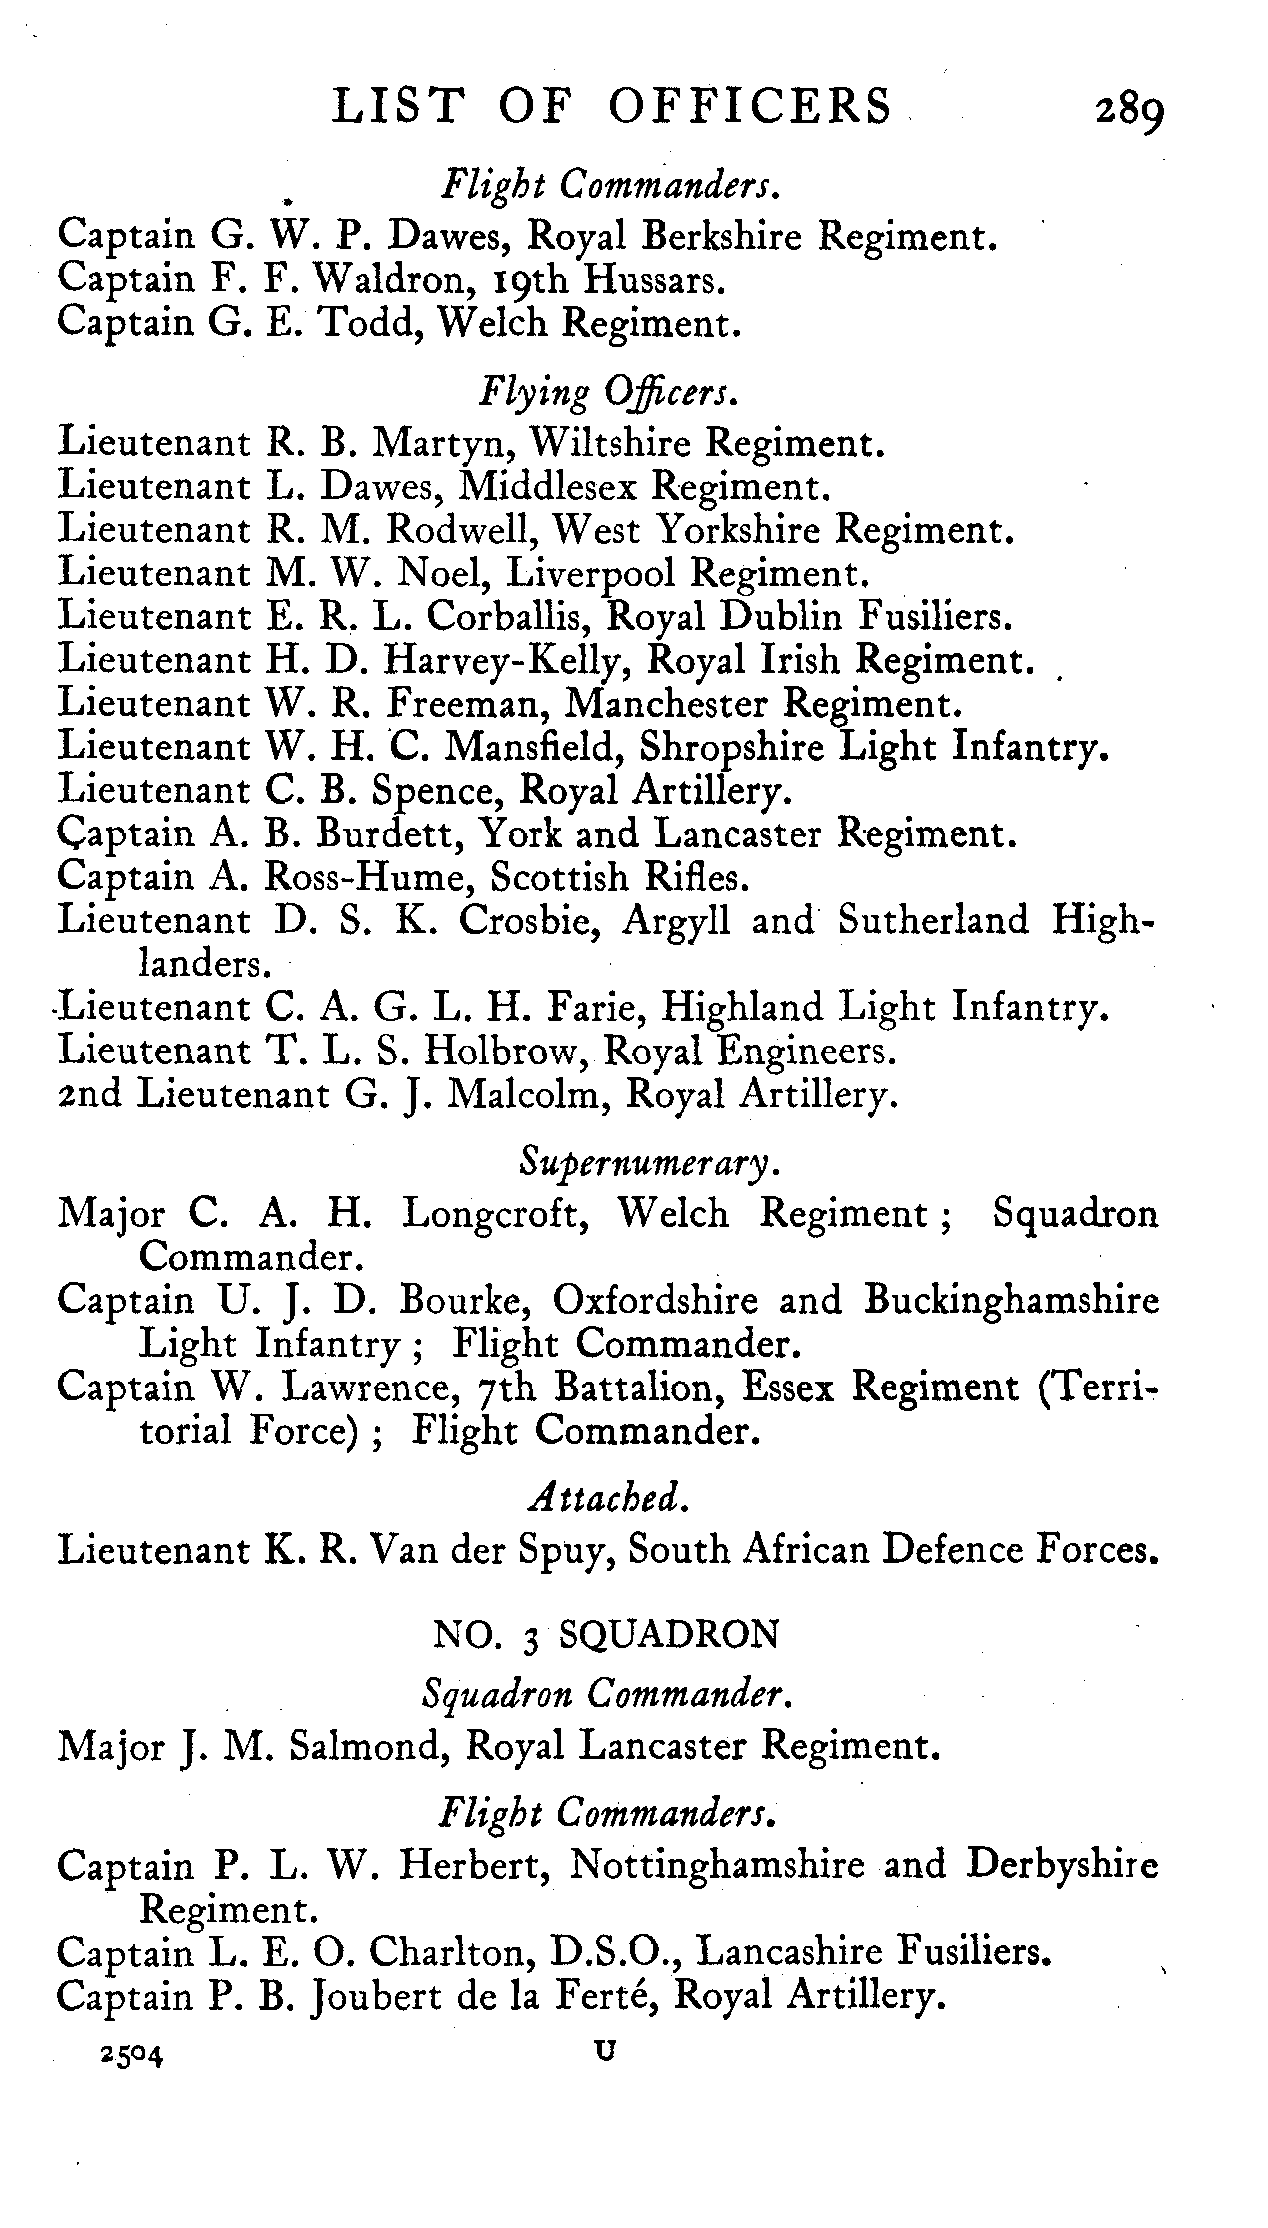 LIST OF OFFICERS 289
Flight Commanders.
Captain G. W. P. Dawes, Royal Berkshire Regiment.
Captain F. F. Waldron, 19th Hussars.
Captain G. E. Todd, Welch Regiment.
Flying Officers.
Lieutenant R. B. Martyn, Wiltshire Regiment.
Lieutenant L. Dawes, Middlesex Regiment.
Lieutenant R. M. Rodwell, West Yorkshire Regiment.
Lieutenant M. W. Noel, Liverpool Regiment.
Lieutenant E. R. L. Corballis, Royal Dublin Fusiliers.
Lieutenant H. D. Harvey-Kelly, Royal Irish Regiment.
Lieutenant W. R. Freeman, Manchester Regiment.
Lieutenant W. H. C. Mansfield, Shropshire Light Infantry.
Lieutenant C. B. Spence, Royal Artillery.
Captain A. B. Burdett, York and Lancaster Regiment.
Captain A. Ross-Hume, Scottish Rifles.
Lieutenant D. S. K. Crosbie, Argyll and Sutherland High-
landers.
Lieutenant C. A. G. L. H. Farie, Highland Light Infantry.
Lieutenant T. L. S. Holbrow, Royal Engineers.
2nd Lieutenant G. J. Malcolm, Royal Artillery.
Supernumerary.
Major C. A. H. Longcroft, Welch Regiment ; Squadron
Commander.
Captain U. J. D. Bourke, Oxfordshire and Buckinghamshire
Light Infantry ; Flight Commander.
Captain W. Lawrence, 7th Battalion, Essex Regiment (Terri-
torial Force) ; Flight Commander.
Attached.
Lieutenant K. R. Van der Spuy, South African Defence Forces.
NO. 3 SQUADRON
Squadron Commander.
Major J. M. Salmond, Royal Lancaster Regiment.
Flight Commanders.
Captain P. L. W. Herbert, Nottinghamshire and Derbyshire
Regiment.
Captain L. E. O. Charlton, D.S.O., Lancashire Fusiliers.
Captain P. B. Joubert de la Ferté, Royal Artillery.
2504 U